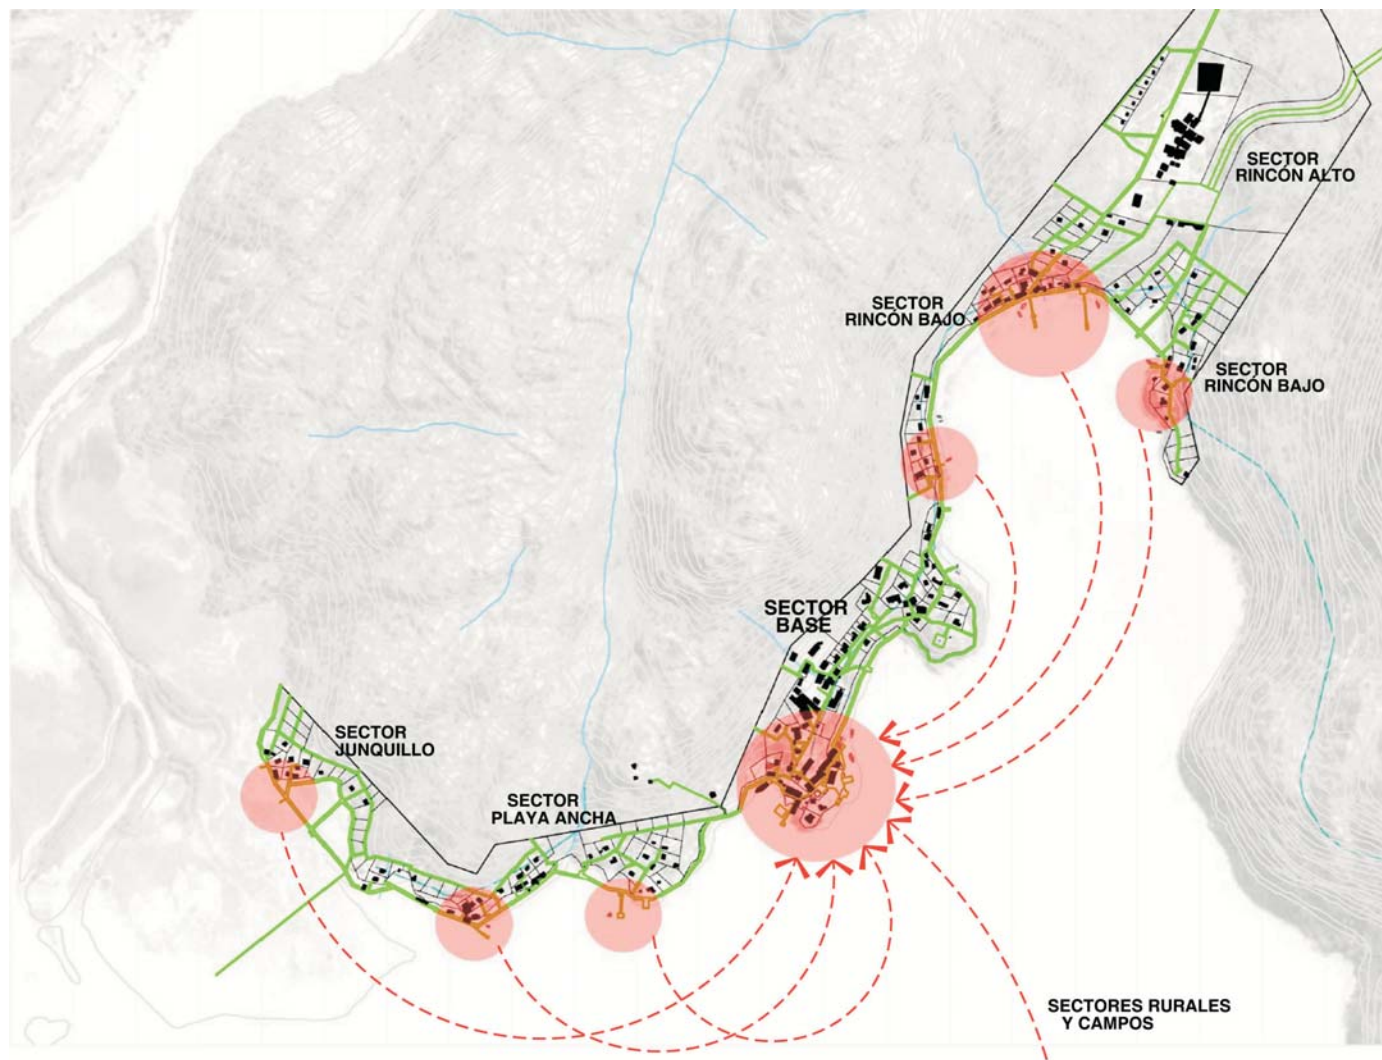 SECTOR
RINCÓN ALTO
SECTOR
RINCÓN BAJO
SECTOR
RINCÓN BAJO
SECTOR
BASE
SECTOR
JUNQUILLO
SECTOR
PLAYA ANCHA
SECTORES RURALES
Y CAMPOS